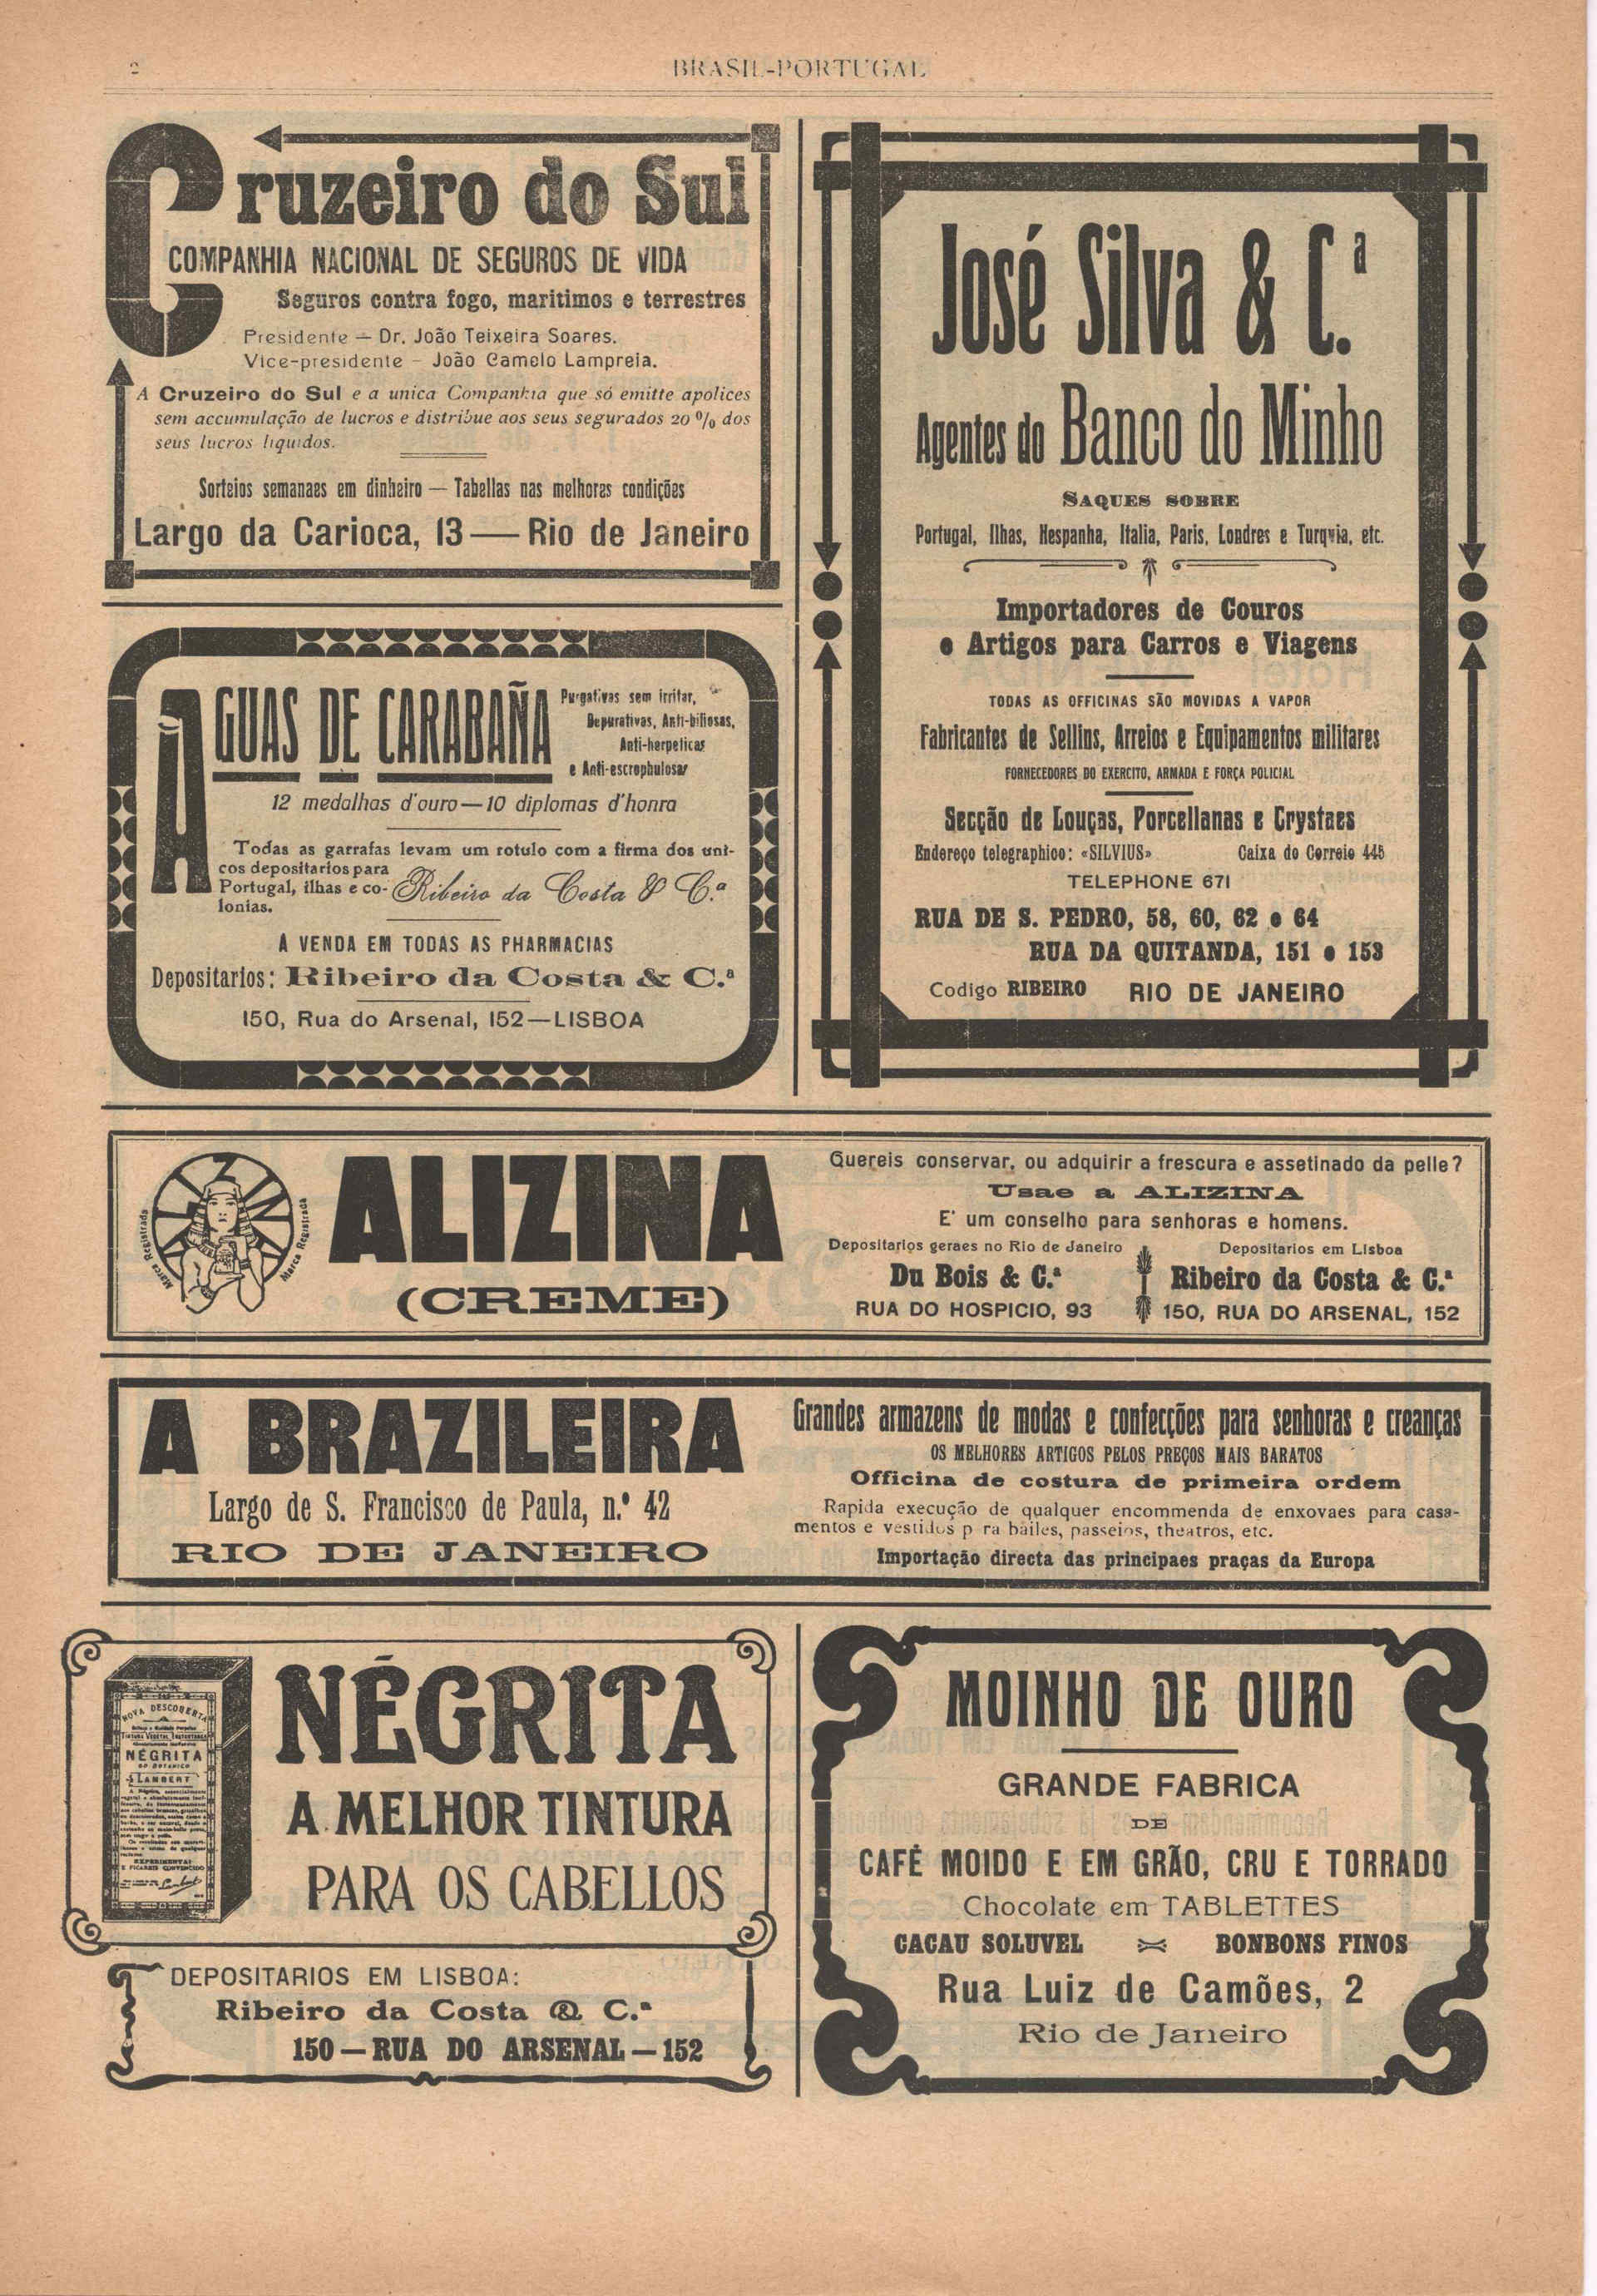 2
BRASIL-PORTUGAL
Cruzeiro do Sul
COMPANHIA NACIONAL DE SEGUROS DE VIDA
Seguros contra fogo, maritimos e terrestres
Presidente — Dr. João Teixeira Soares.
Vice-presidente — João Camelo Lampreia.
A Cruzeiro do Sul e a unica Companhia que só emitte apolices
sem accumulação de lucros e distribue aos seus segurados 20 % dos
seus lucros liquidos.
Sorteios semanaes em dinheiro — Tabellas nas melhores condições
Largo da Carioca, 13 — Rio de Janeiro
AGUAS DE CARABAÑA
Purgativas sem irritar,
Depurativas, Anti-biliosas,
Anti-herpeticas
e Anti-escrophulosas
12 medalhas d'ouro — 10 diplomas d'honra
Todas as garrafas levam um rotulo com a firma dos uni-
cos depositarios para
Portugal, ilhas e co-
lonias.
Ribeiro da Costa & C.ª
Á VENDA EM TODAS AS PHARMACIAS
Depositarios: Ribeiro da Costa & C.ª
150, Rua do Arsenal, 152 — LISBOA
José Silva & C.ª
Agentes do Banco do Minho
SAQUES SOBRE
Portugal, Ilhas, Hespanha, Italia, Paris, Londres e Turquia, etc.
Importadores de Couros
e Artigos para Carros e Viagens
TODAS AS OFFICINAS SÃO MOVIDAS A VAPOR
Fabricantes de Sellins, Arreios e Equipamentos militares
FORNECEDORES DO EXERCITO, ARMADA E FORÇA POLICIAL
Secção de Louças, Porcellanas e Crystaes
Endereço telegraphico: «SILVIUS» Caixa do Correio 445
TELEPHONE 671
RUA DE S. PEDRO, 58, 60, 62 e 64
RUA DA QUITANDA, 151 e 153
Codigo RIBEIRO RIO DE JANEIRO
Marca Registrada
Marca Registrada
ALIZINA
(CREME)
Quereis conservar, ou adquirir a frescura e assetinado da pelle?
Usae a ALIZINA
E' um conselho para senhoras e homens.
Depositarios geraes no Rio de Janeiro
Du Bois & C.ª
RUA DO HOSPICIO, 93
Depositarios em Lisboa
Ribeiro da Costa & C.ª
150, RUA DO ARSENAL, 152
A BRAZILEIRA
Largo de S. Francisco de Paula, n.º 42
RIO DE JANEIRO
Grandes armazens de modas e confecções para senhoras e creanças
OS MELHORES ARTIGOS PELOS PREÇOS MAIS BARATOS
Officina de costura de primeira ordem
Rapida execução de qualquer encommenda de enxovaes para casa-
mentos e vestidos p ra bailes, passeios, theatros, etc.
Importação directa das principaes praças da Europa
NOVA DESCOBERTA
NÉGRITA
LAMBERT
NÉGRITA
A MELHOR TINTURA
PARA OS CABELLOS
DEPOSITARIOS EM LISBOA:
Ribeiro da Costa & C.ª
150 — RUA DO ARSENAL — 152
MOINHO DE OURO
GRANDE FABRICA
DE
CAFÉ MOIDO E EM GRÃO, CRU E TORRADO
Chocolate em TABLETTES
CACAU SOLUVEL BONBONS FINOS
Rua Luiz de Camões, 2
Rio de Janeiro